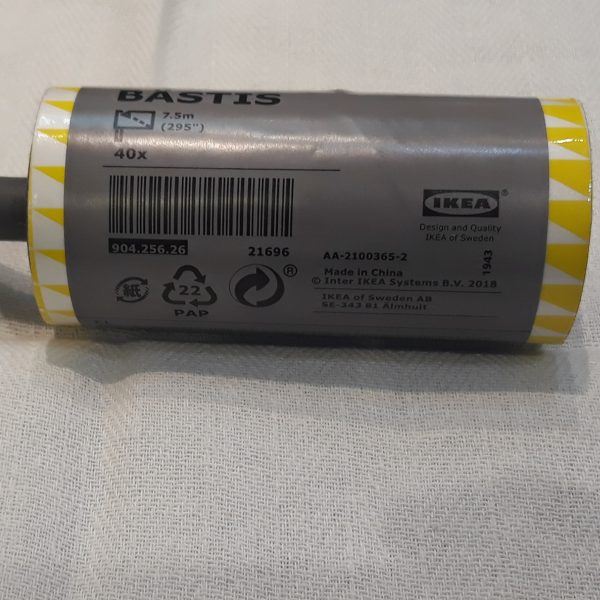 BÄSTIS
7.5m
(295")
40x
904.256.26
21696
紙
22
PAP
®
IKEA®
Design and Quality
IKEA of Sweden
AA-2100365-2
Made in China
© Inter IKEA Systems B.V. 2018
1943
IKEA of Sweden AB
SE-343 81 Älmhult